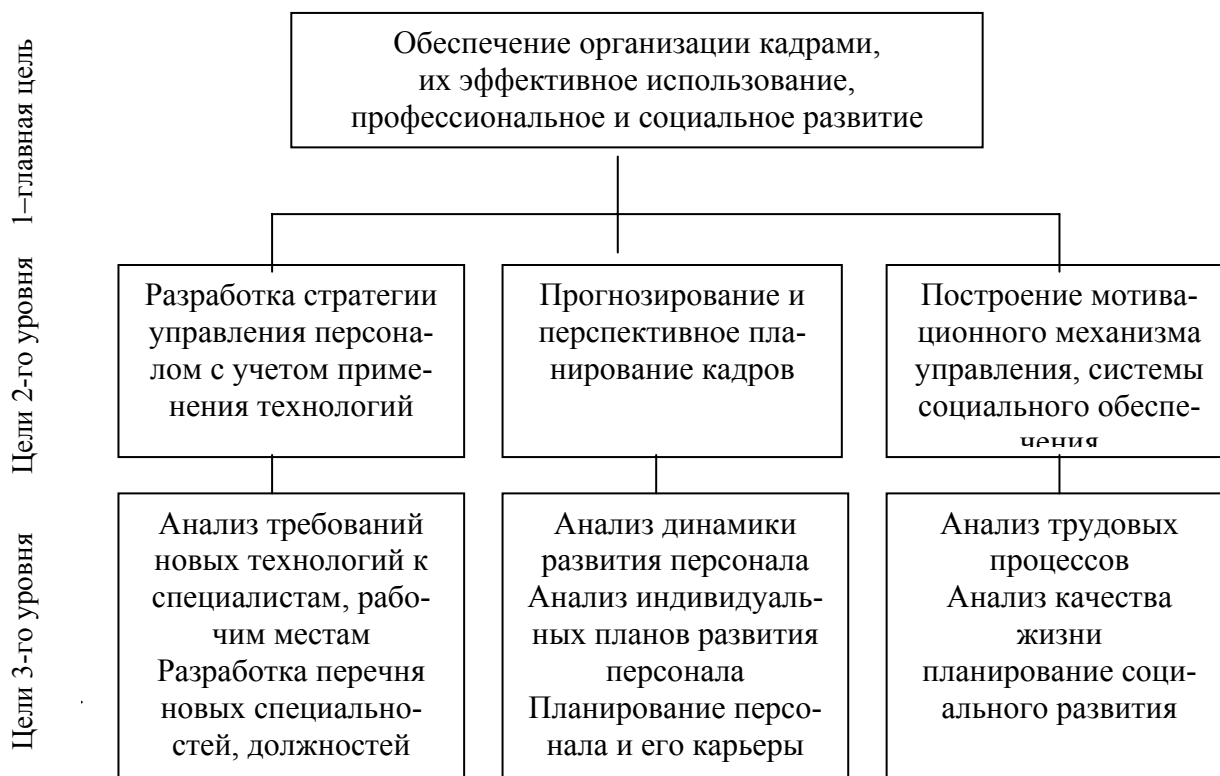 1–главная цель
Обеспечение организации кадрами,
их эффективное использование,
профессиональное и социальное развитие
Цели 2-го уровня
Разработка стратегии
управления персона-
лом с учетом приме-
нения технологий
Прогнозирование и
перспективное пла-
нирование кадров
Построение мотива-
ционного механизма
управления, системы
социального обеспе-
чения
Цели 3-го уровня
Анализ требований
новых технологий к
специалистам, рабо-
чим местам
Разработка перечня
новых специально-
стей, должностей
Анализ динамики
развития персонала
Анализ индивидуаль-
ных планов развития
персонала
Планирование персо-
нала и его карьеры
Анализ трудовых
процессов
Анализ качества
жизни
планирование соци-
ального развития